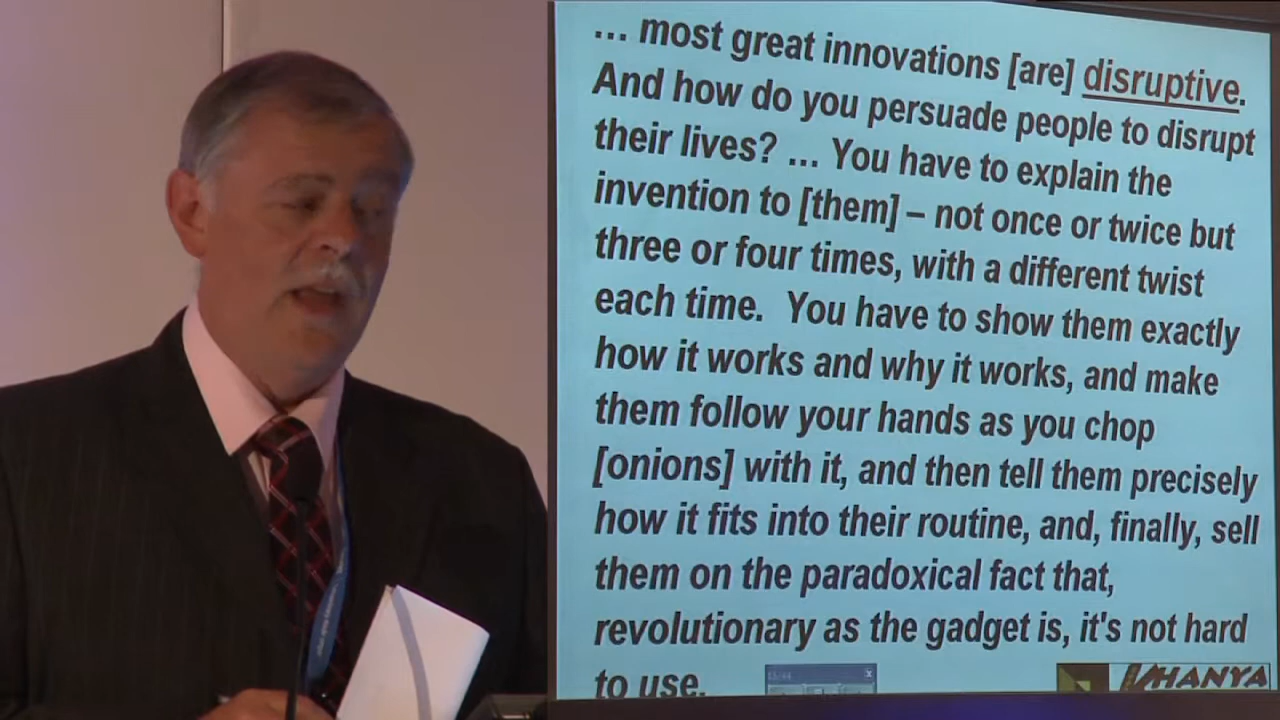 ... most great innovations [are] disruptive.
And how do you persuade people to disrupt
their lives? ... You have to explain the
invention to [them] – not once or twice but
three or four times, with a different twist
each time. You have to show them exactly
how it works and why it works, and make
them follow your hands as you chop
[onions] with it, and then tell them precisely
how it fits into their routine, and, finally, sell
them on the paradoxical fact that,
revolutionary as the gadget is, it's not hard
to use.
KHANYA